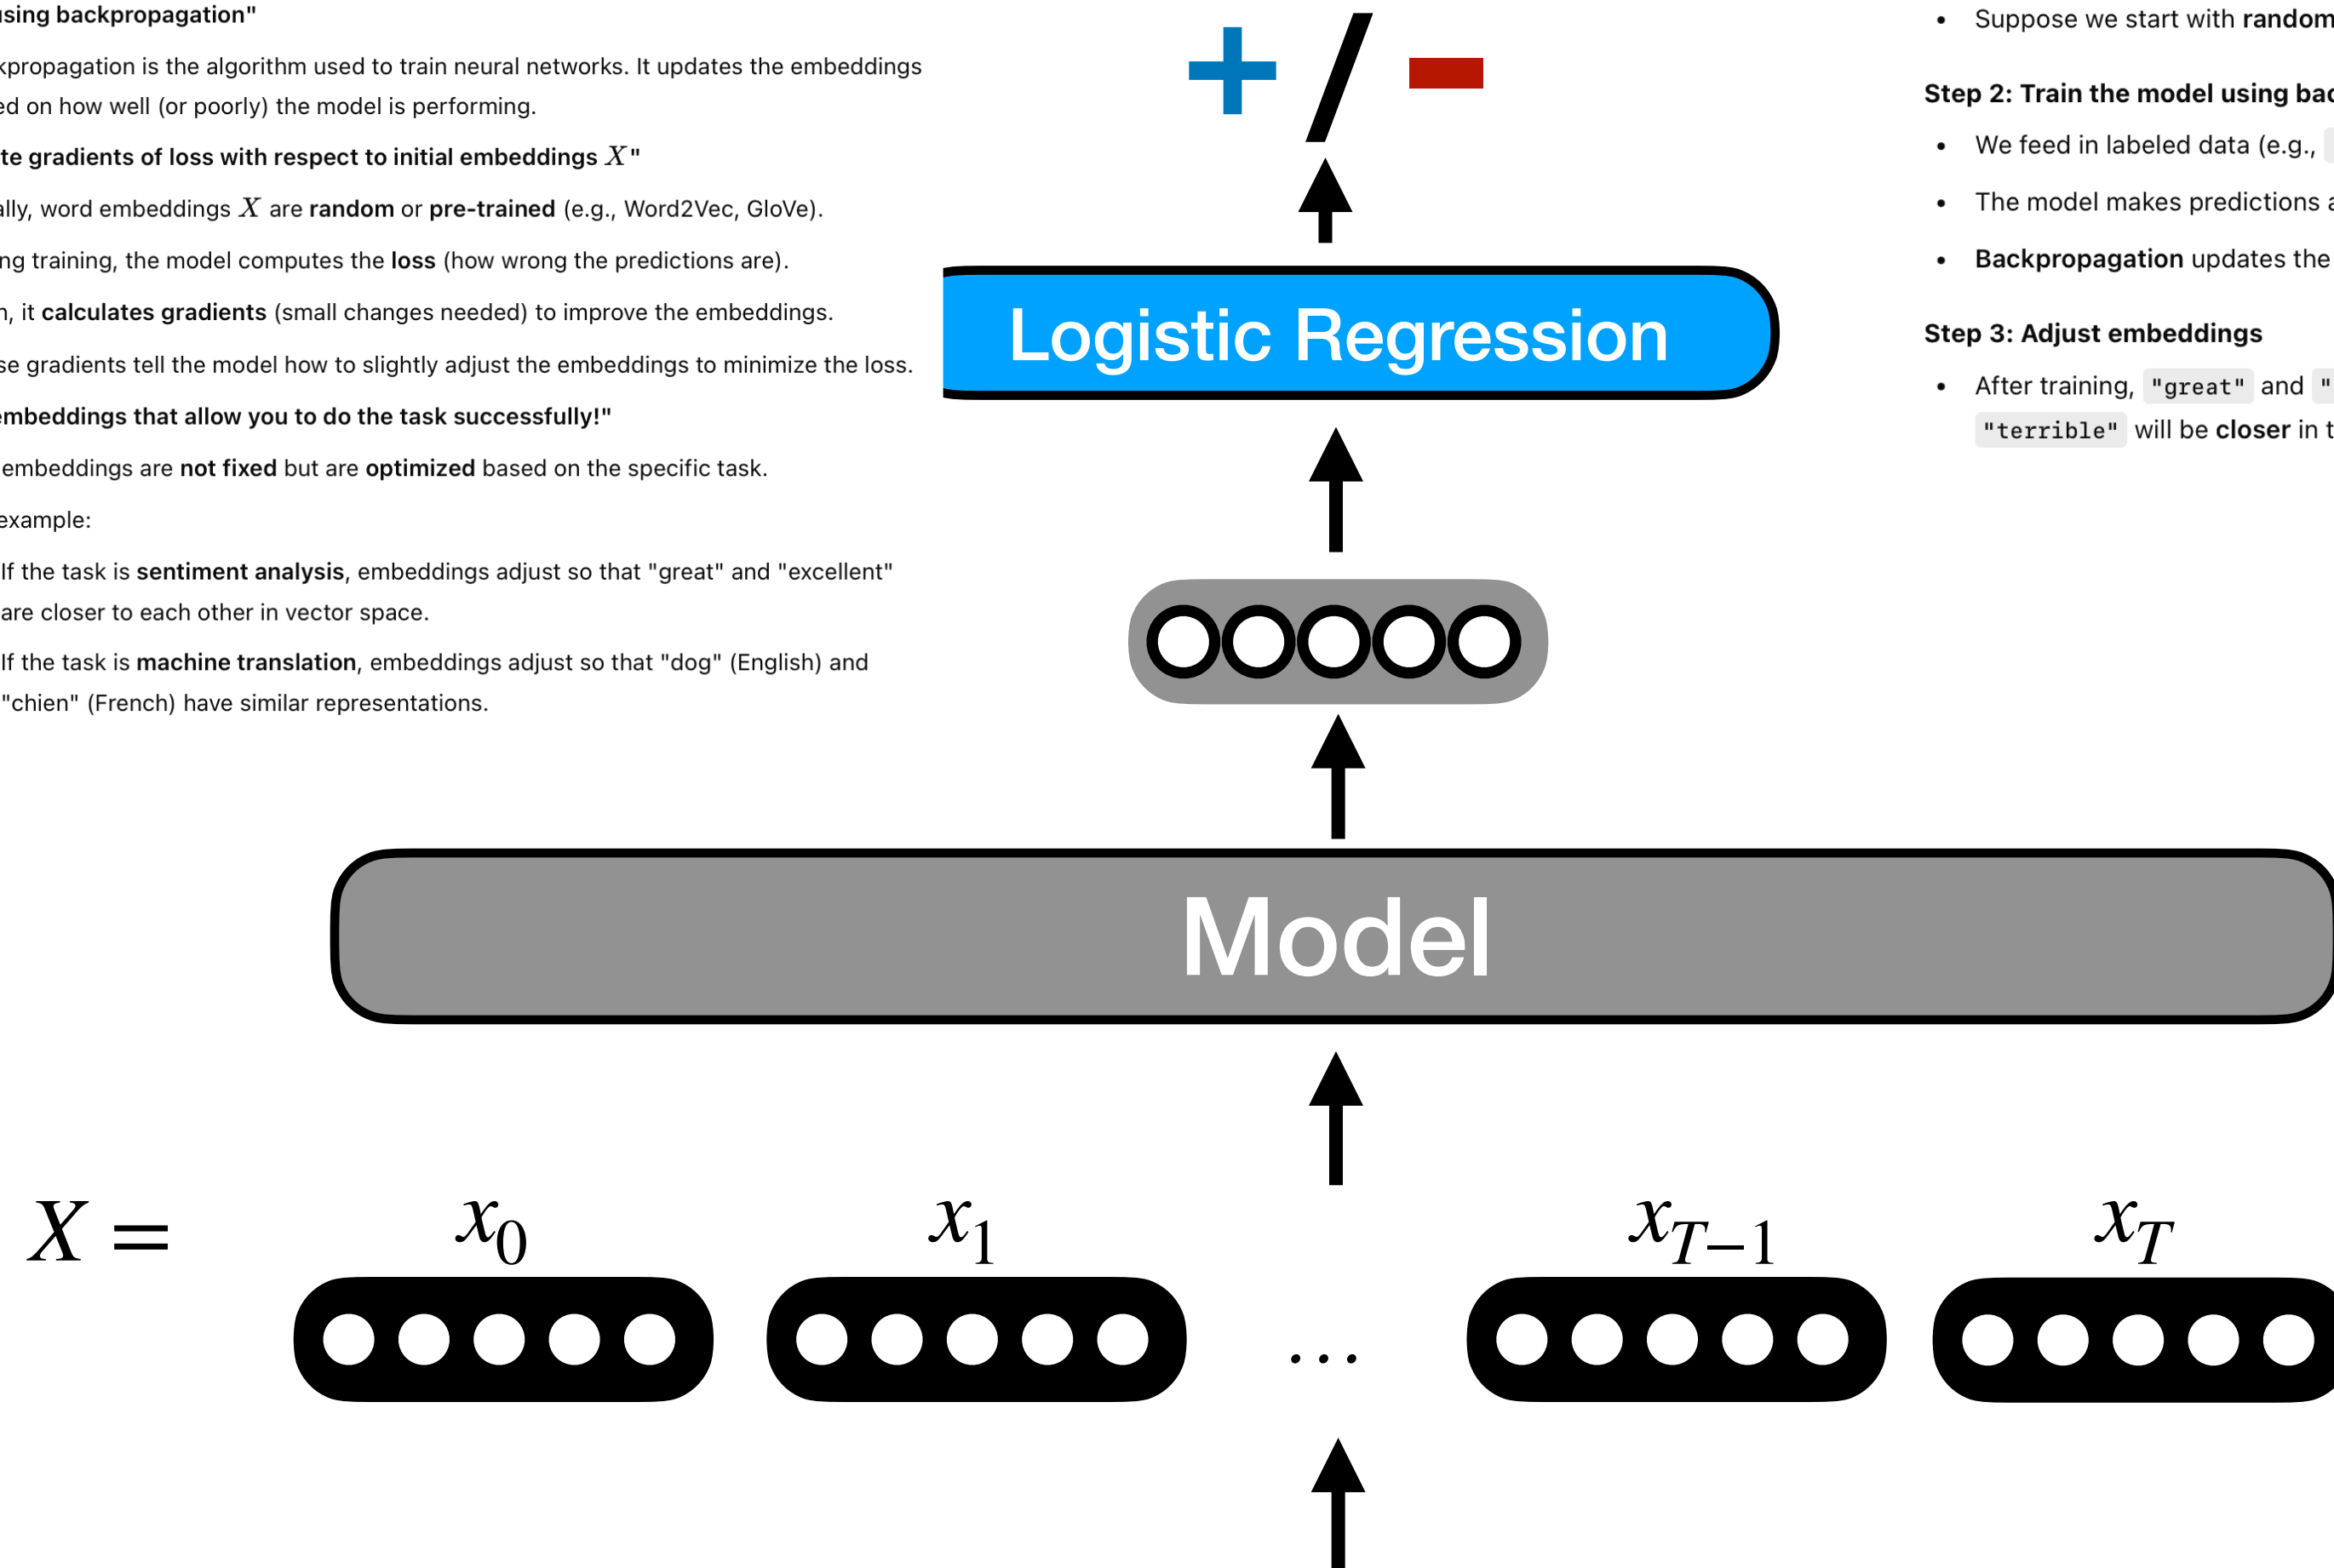 using backpropagation"
kpropagation is the algorithm used to train neural networks. It updates the embeddings
ed on how well (or poorly) the model is performing.
te gradients of loss with respect to initial embeddings X"
ally, word embeddings X are random or pre-trained (e.g., Word2Vec, GloVe).
ng training, the model computes the loss (how wrong the predictions are).
n, it calculates gradients (small changes needed) to improve the embeddings.
se gradients tell the model how to slightly adjust the embeddings to minimize the loss.
embeddings that allow you to do the task successfully!"
embeddings are not fixed but are optimized based on the specific task.
example:
If the task is sentiment analysis, embeddings adjust so that "great" and "excellent"
are closer to each other in vector space.
If the task is machine translation, embeddings adjust so that "dog" (English) and
"chien" (French) have similar representations.
+ / -
Logistic Regression
Model
X = x_0 x_1 ... x_{T-1} x_T
• Suppose we start with random
Step 2: Train the model using bac
• We feed in labeled data (e.g.,
• The model makes predictions a
• Backpropagation updates the
Step 3: Adjust embeddings
• After training, "great" and "
"terrible" will be closer in t